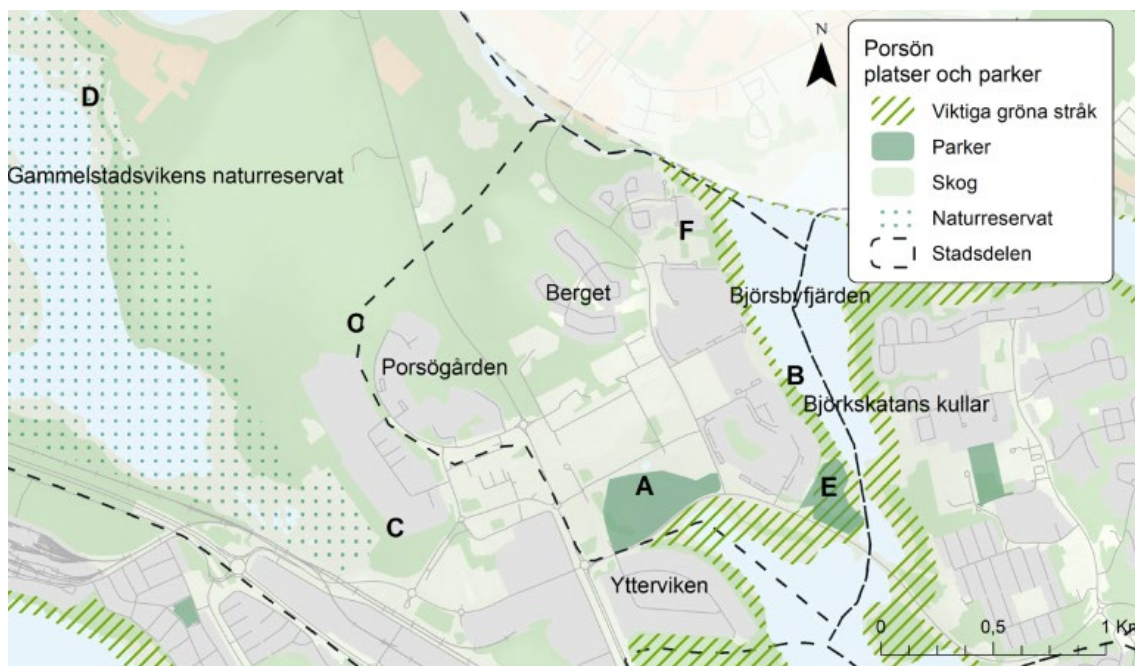 N
Porsön
platser och parker
Viktiga gröna stråk
Parker
Skog
Naturreservat
Stadsdelen
D
Gammelstadsvikens naturreservat
F
Berget
Björsbyfjärden
O
Porsögården
B
Björkskatans kullar
A
E
C
Ytterviken
0 0,5 1 Km